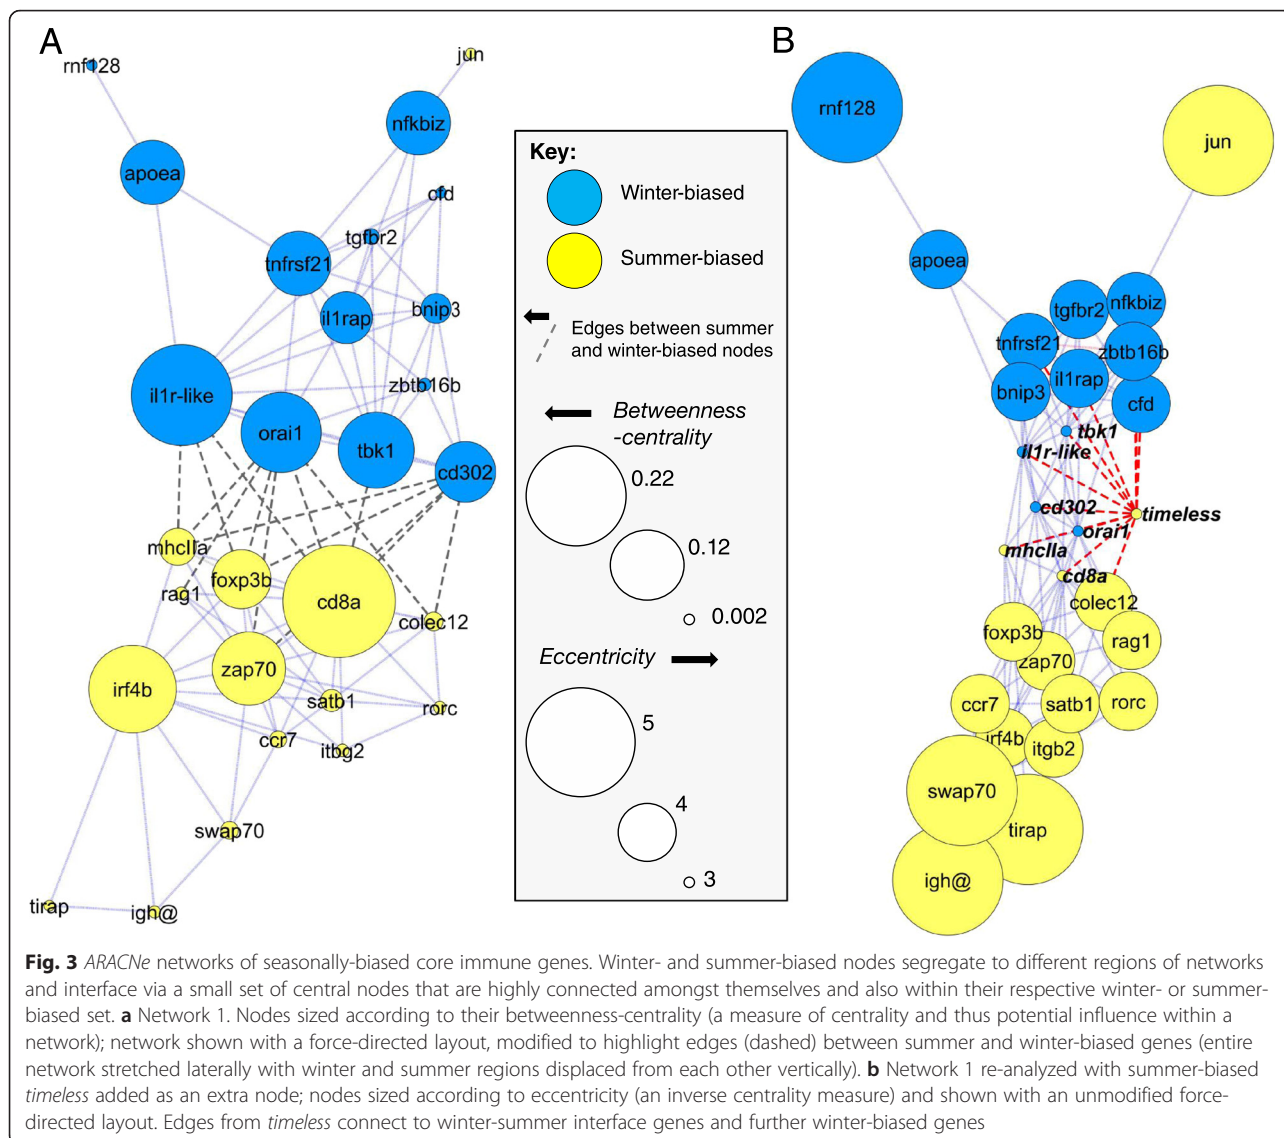 A
rnf128
jun
nfkbiz
apoea
cfd
tgfbr2
tnfrsf21
il1rap
bnip3
zbtb16b
il1r-like
orai1
tbk1
cd302
mhcIIa
foxp3b
rag1
cd8a
colec12
zap70
irf4b
satb1
rorc
ccr7
itbg2
swap70
tirap
igh@
Key:
Winter-biased
Summer-biased
Edges between summer
and winter-biased nodes
Betweenness
-centrality
0.22
0.12
0.002
Eccentricity
5
4
3
B
rnf128
jun
apoea
tgfbr2
nfkbiz
tnfrsf21
zbtb16b
il1rap
bnip3
cfd
tbk1
il1r-like
cd302
timeless
orai1
mhcIIa
cd8a
colec12
foxp3b
rag1
zap70
ccr7
satb1
rorc
irf4b
itgb2
swap70
tirap
igh@
Fig. 3 ARACNe networks of seasonally-biased core immune genes. Winter- and summer-biased nodes segregate to different regions of networks
and interface via a small set of central nodes that are highly connected amongst themselves and also within their respective winter- or summer-
biased set. a Network 1. Nodes sized according to their betweenness-centrality (a measure of centrality and thus potential influence within a
network); network shown with a force-directed layout, modified to highlight edges (dashed) between summer and winter-biased genes (entire
network stretched laterally with winter and summer regions displaced from each other vertically). b Network 1 re-analyzed with summer-biased
timeless added as an extra node; nodes sized according to eccentricity (an inverse centrality measure) and shown with an unmodified force-
directed layout. Edges from timeless connect to winter-summer interface genes and further winter-biased genes